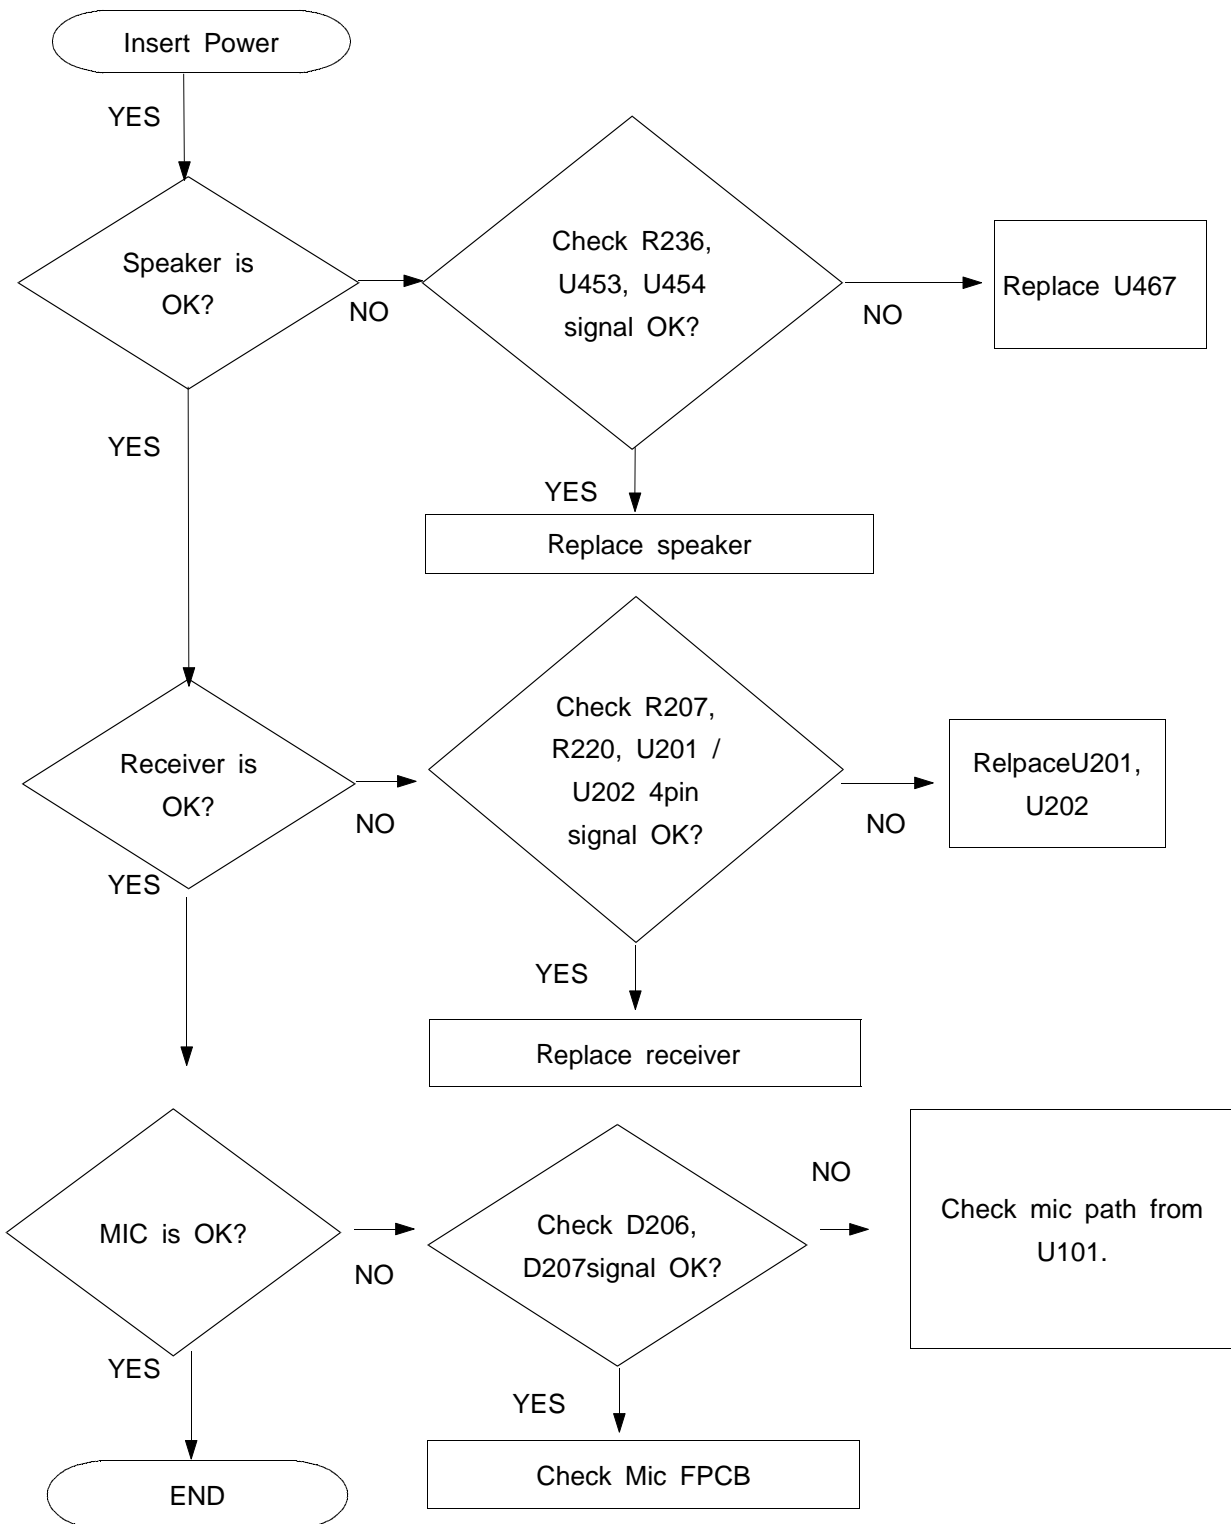 Insert Power
YES
Speaker is
OK?
NO
Check R236,
U453, U454
signal OK?
NO
Replace U467
YES
YES
Replace speaker
Receiver is
OK?
NO
Check R207,
R220, U201 /
U202 4pin
signal OK?
NO
RelpaceU201,
U202
YES
YES
Replace receiver
MIC is OK?
NO
Check D206,
D207signal OK?
NO
Check mic path from
U101.
YES
YES
Check Mic FPCB
END